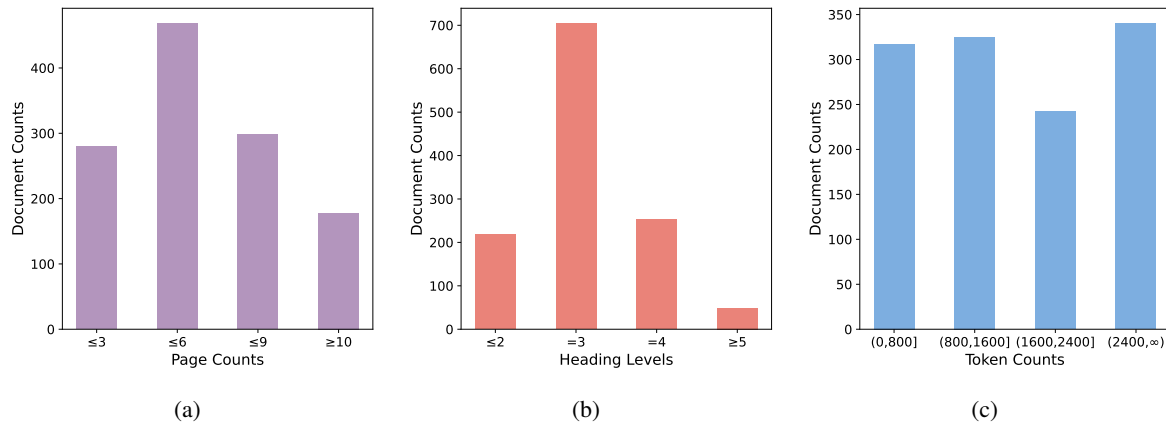 400
300
200
100
0
Document Counts
≤3 ≤6 ≤9 ≥10
Page Counts
(a)
700
600
500
400
300
200
100
0
Document Counts
≤2 =3 =4 ≥5
Heading Levels
(b)
350
300
250
200
150
100
50
0
Document Counts
(0,800] (800,1600] (1600,2400] (2400,∞)
Token Counts
(c)